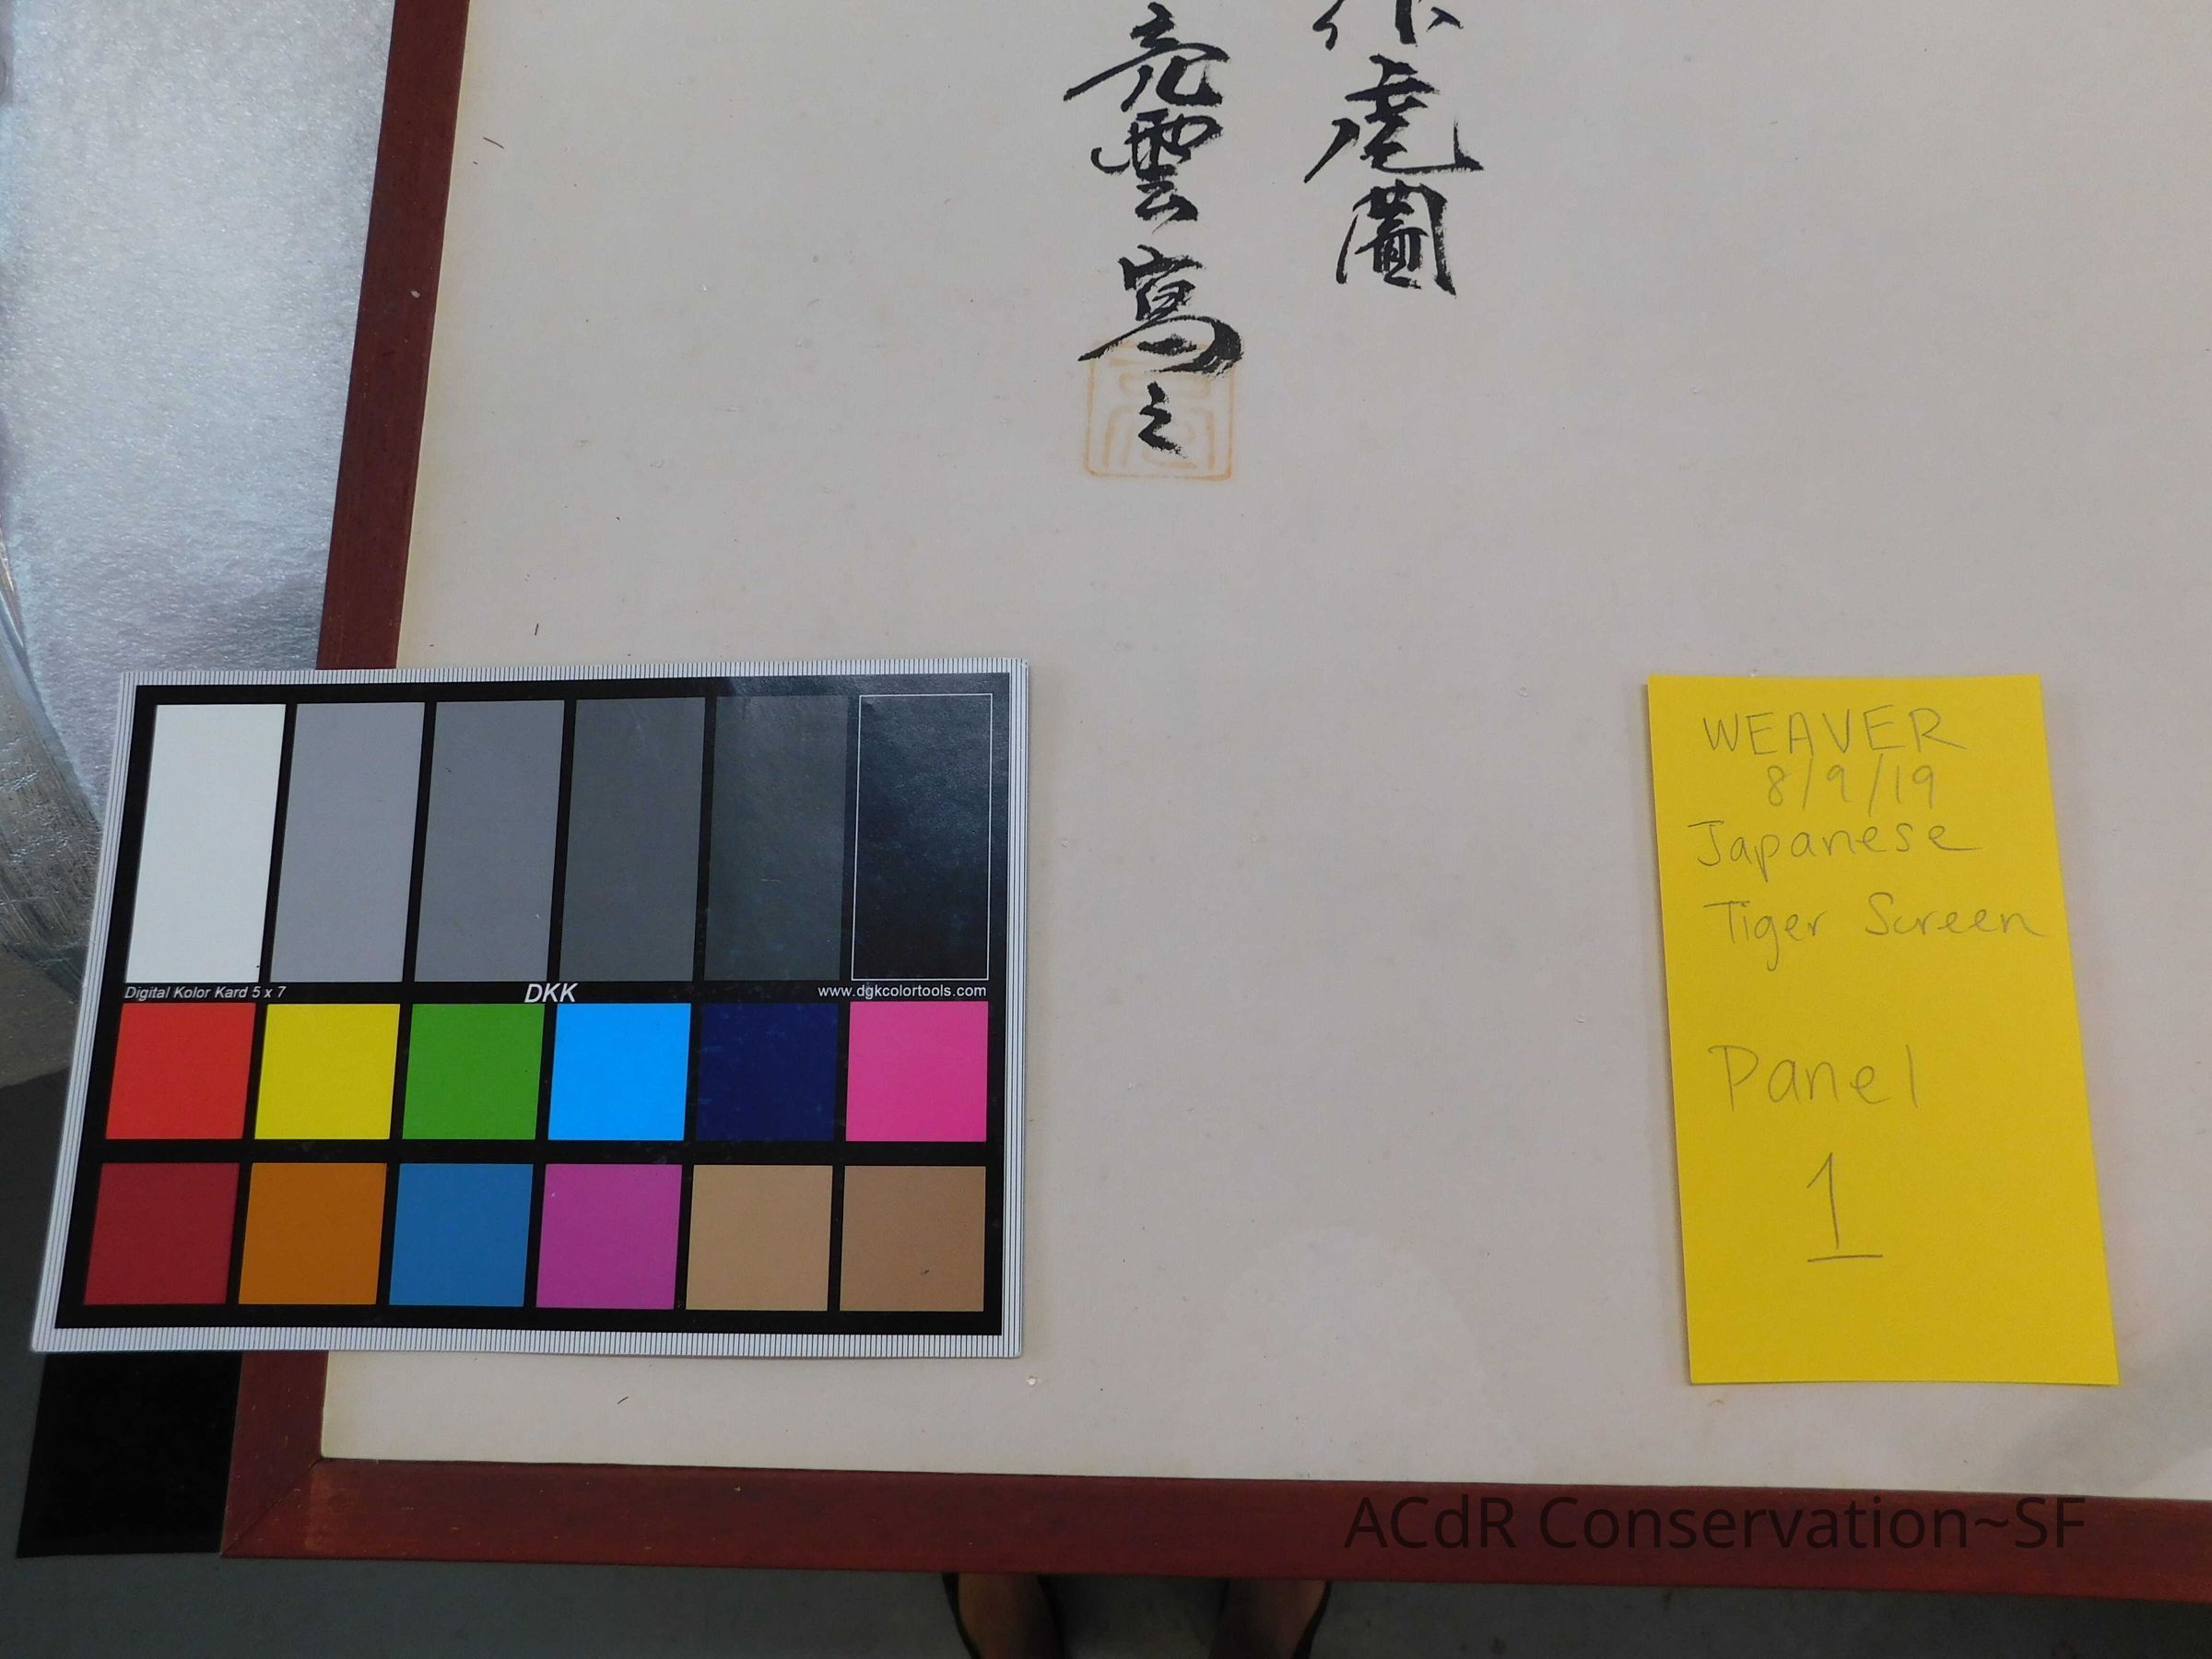 虎圖
亮雲寫之
Digital Kolor Kard 5 x 7
DKK
www.dgkcolortools.com
WEAVER
8/9/19
Japanese
Tiger Screen
Panel
1
ACdR Conservation~SF